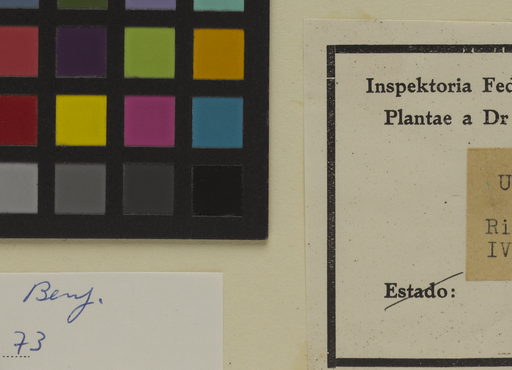 Inspektoria Fed
Plantae a Dr
U
Ri
IV
Estado:
Benj.
73